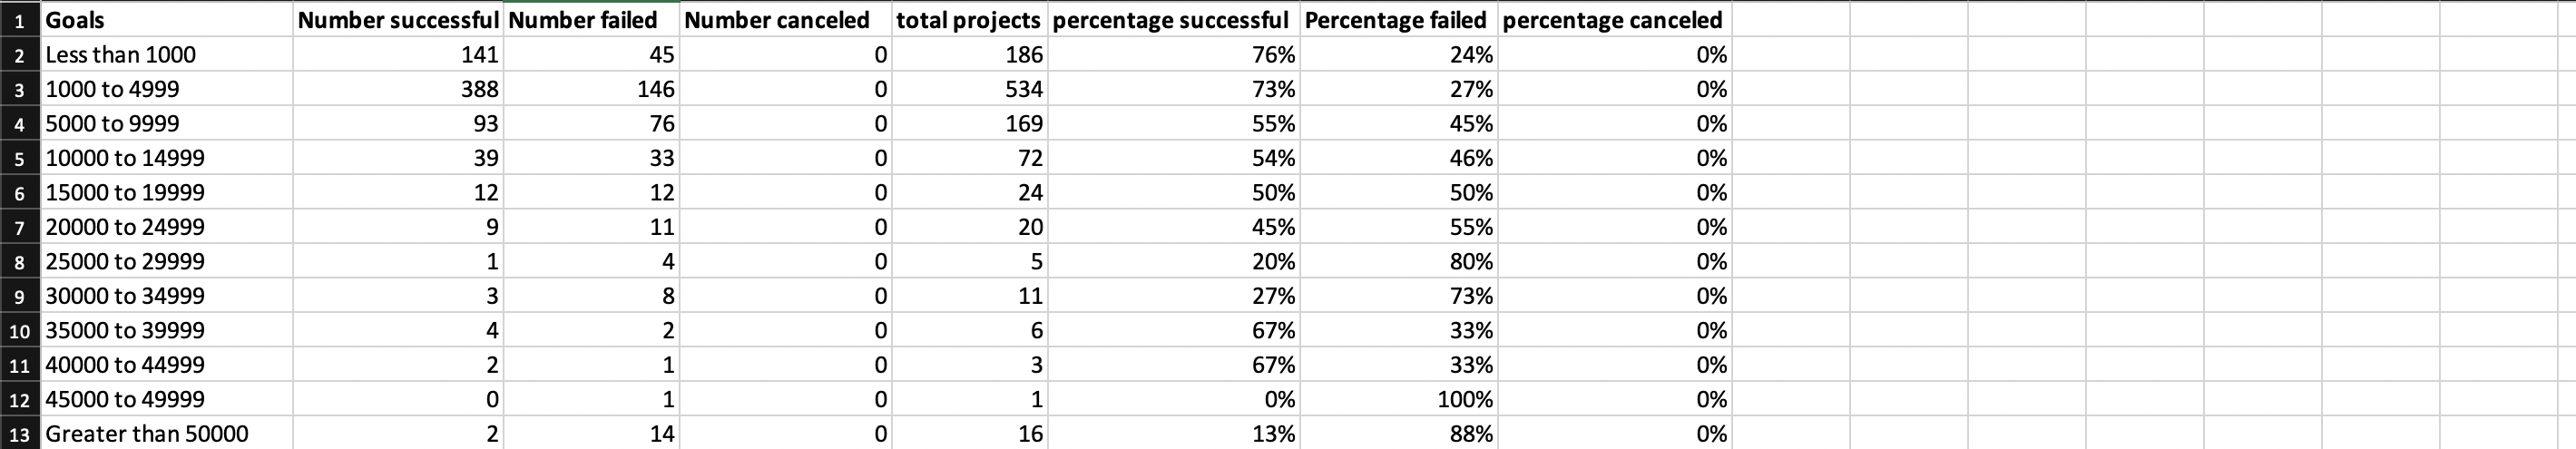 1 Goals Number successful Number failed Number canceled total projects percentage successful Percentage failed percentage canceled
2 Less than 1000 141 45 0 186 76% 24% 0%
3 1000 to 4999 388 146 0 534 73% 27% 0%
4 5000 to 9999 93 76 0 169 55% 45% 0%
5 10000 to 14999 39 33 0 72 54% 46% 0%
6 15000 to 19999 12 12 0 24 50% 50% 0%
7 20000 to 24999 9 11 0 20 45% 55% 0%
8 25000 to 29999 1 4 0 5 20% 80% 0%
9 30000 to 34999 3 8 0 11 27% 73% 0%
10 35000 to 39999 4 2 0 6 67% 33% 0%
11 40000 to 44999 2 1 0 3 67% 33% 0%
12 45000 to 49999 0 1 0 1 0% 100% 0%
13 Greater than 50000 2 14 0 16 13% 88% 0%